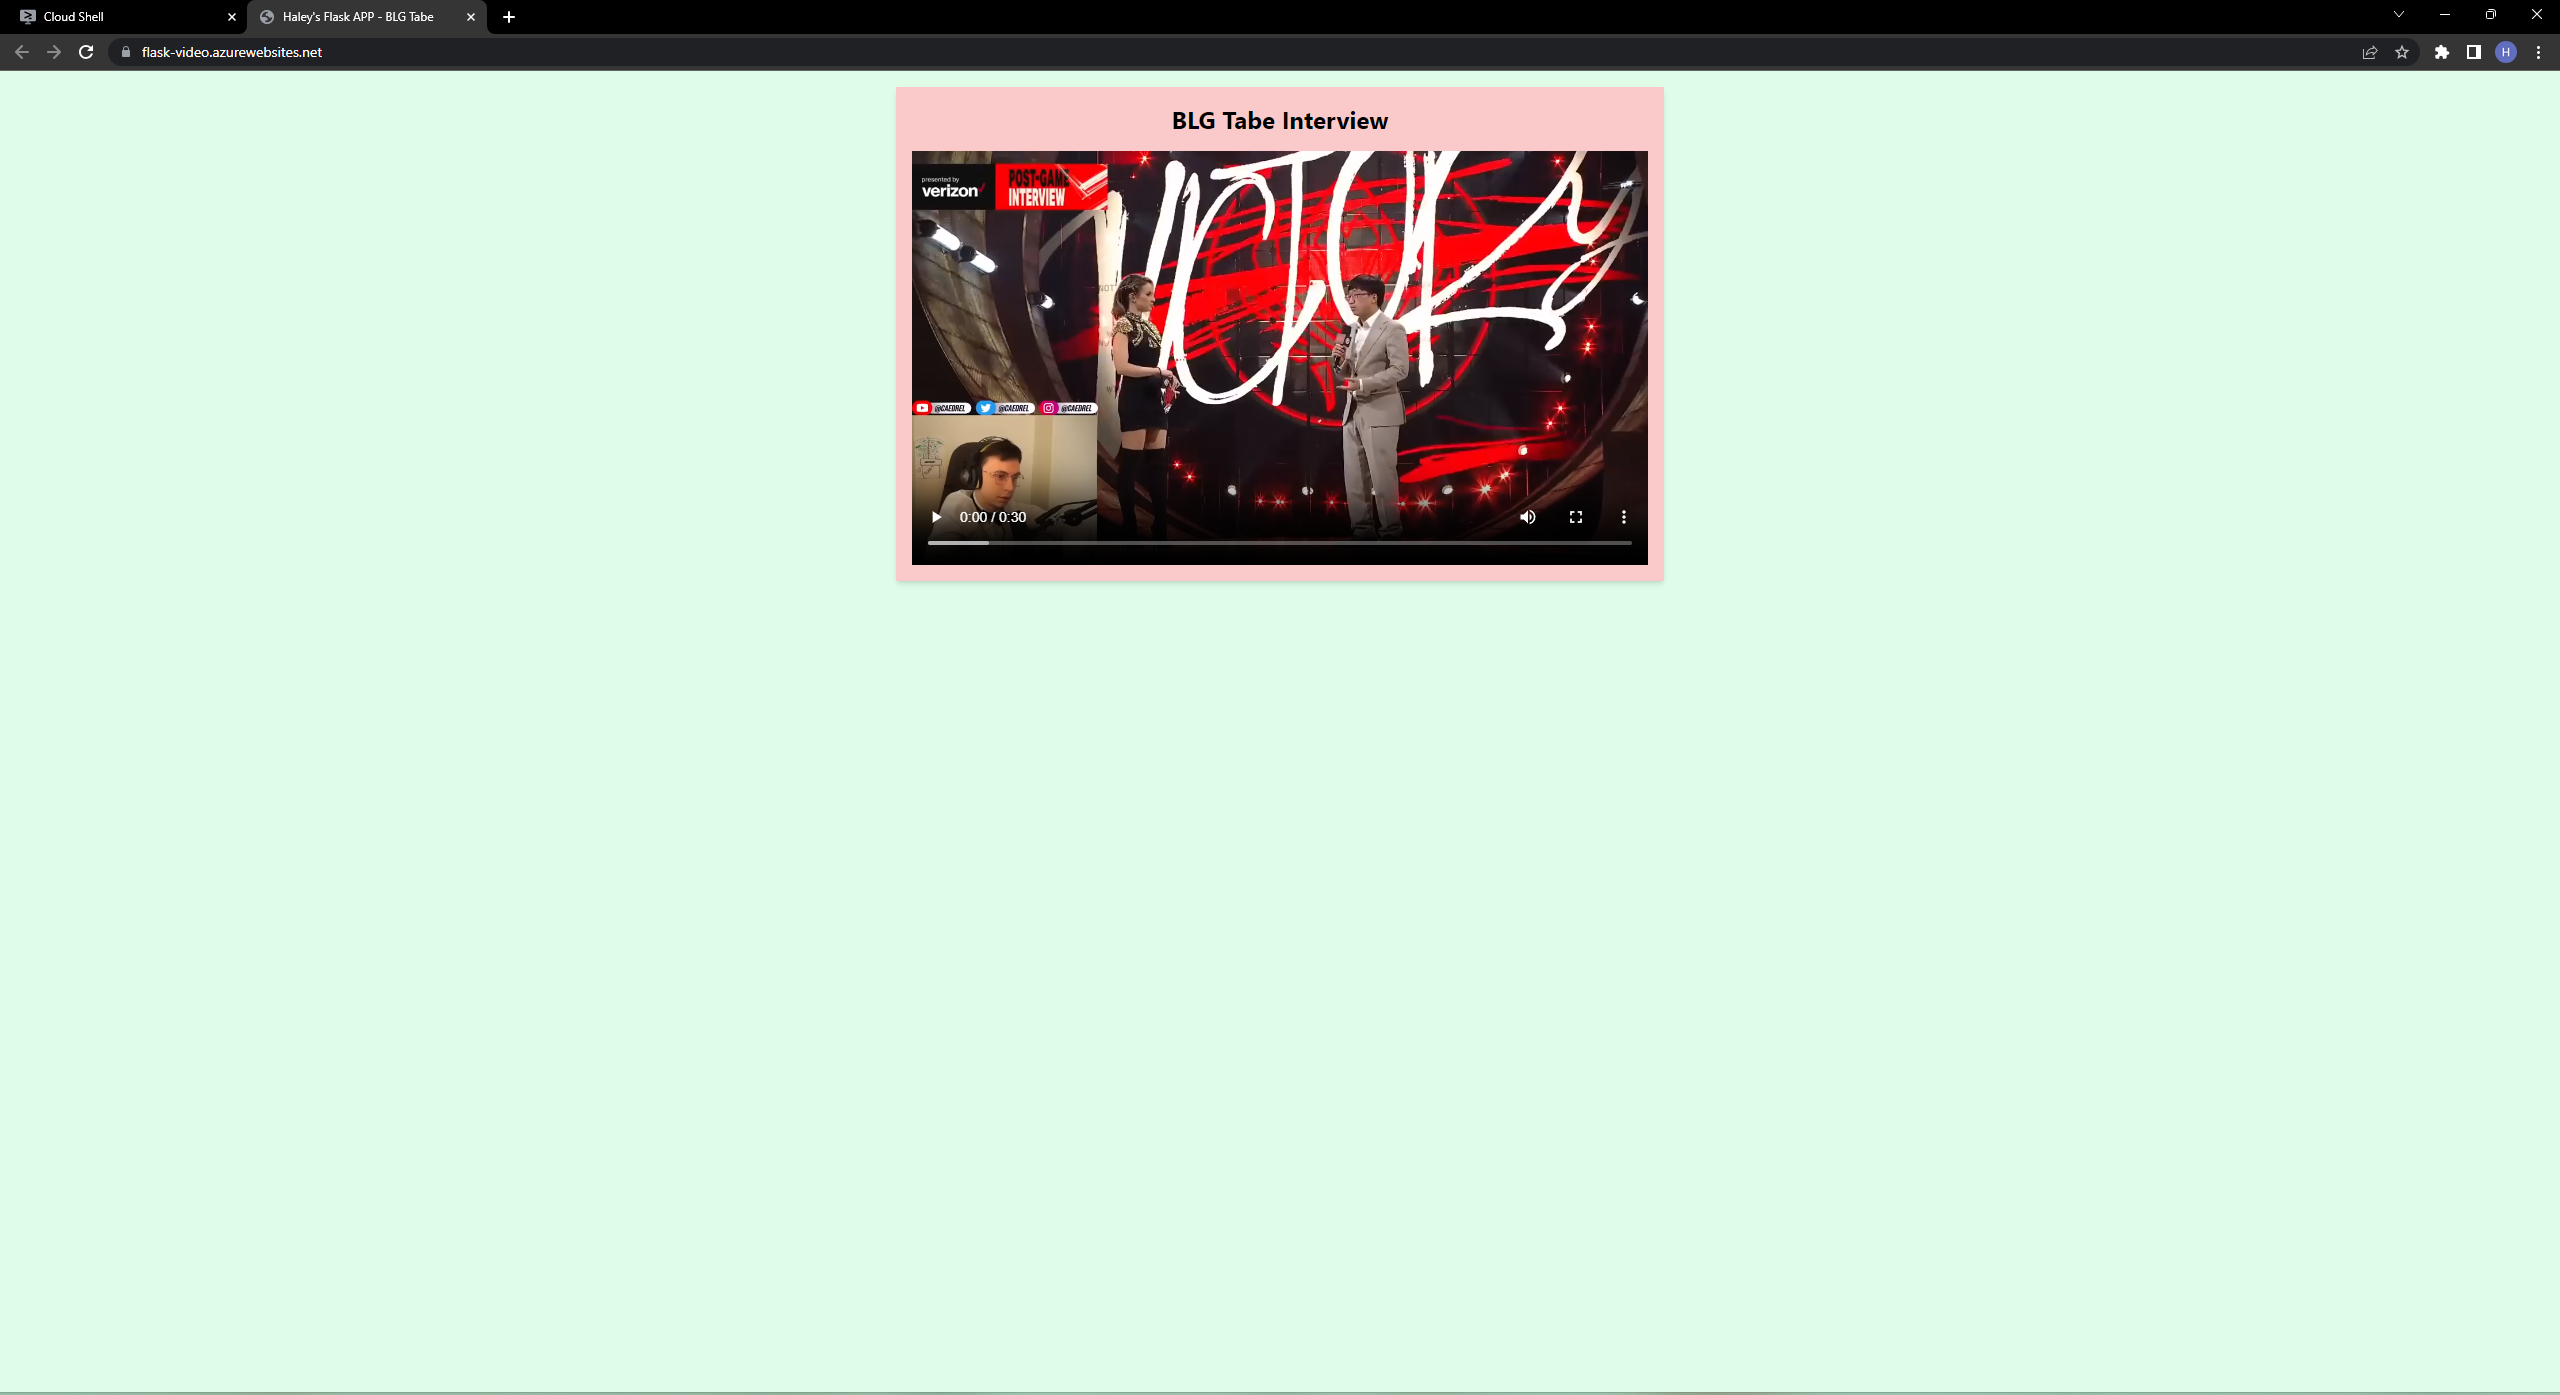 Cloud Shell
Haley's Flask APP - BLG Tabe
flask-video.azurewebsites.net
H
BLG Tabe Interview
presented by
verizon
POST-GAME
INTERVIEW
@CAEDREL @CAEDREL @CAEDREL
0:00 / 0:30